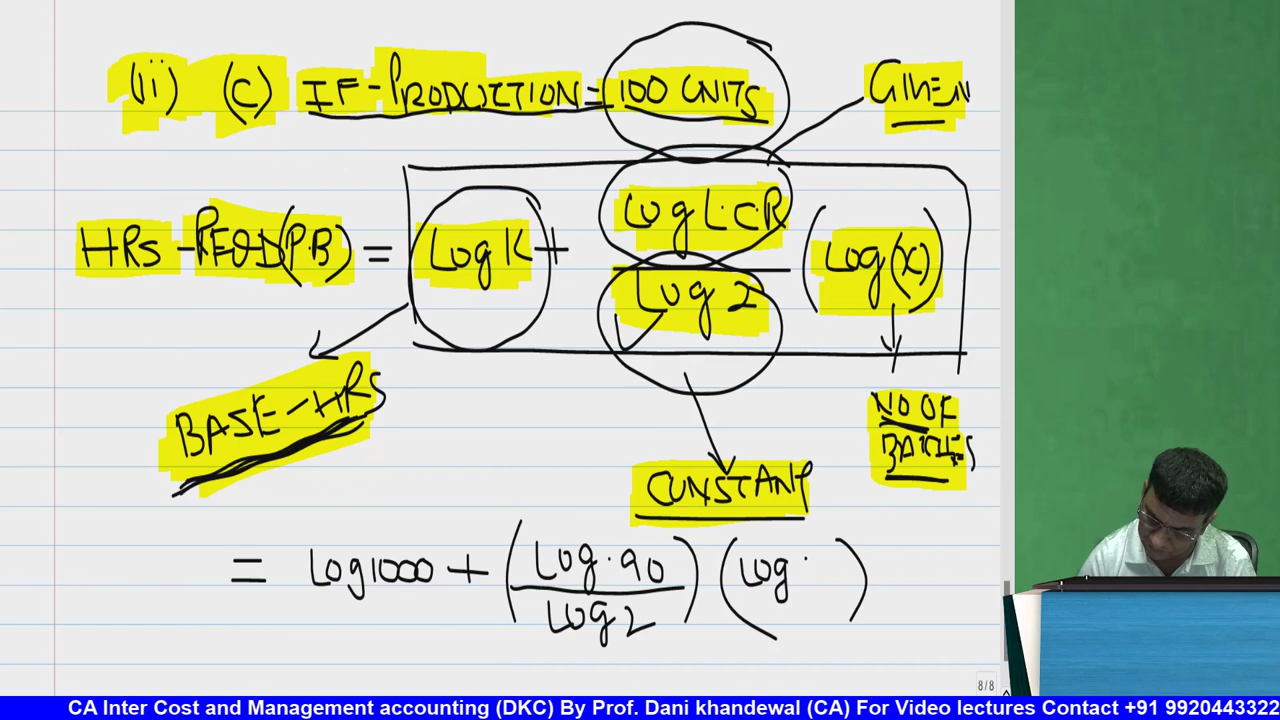 (ii) (C) IF-PRODUCTION = 100 UNITS
GIVEN
HRS-REQD(P.B) = Log K + Log L.C.R / Log 2 (Log(x))
BASE-HRS
NO OF
BATCHES
CONSTANT
= Log 1000 + (Log .90 / Log 2) (Log . )
8/8
CA Inter Cost and Management accounting (DKC) By Prof. Dani khandewal (CA) For Video lectures Contact +91 9920443322